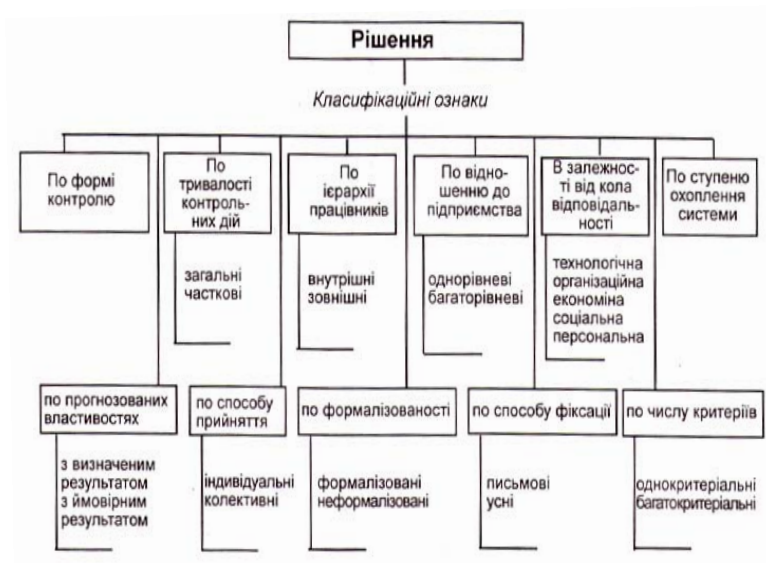 Рішення
Класифікаційні ознаки
По формі
контролю
По
тривалості
контроль-
них дій
По
ієрархії
працівників
По відно-
шенню до
підприємства
В залежнос-
ті від кола
відповідаль-
ності
По ступеню
охоплення
системи
загальні
часткові
внутрішні
зовнішні
однорівневі
багаторівневі
технологічна
організаційна
економіна
соціальна
персональна
по прогнозованих
властивостях
по способу
прийняття
по формалізованості
по способу фіксації
по числу критеріїв
з визначеним
результатом
з ймовірним
результатом
індивідуальні
колективні
формалізовані
неформалізовані
письмові
усні
однокритеріальні
багатокритеріальні